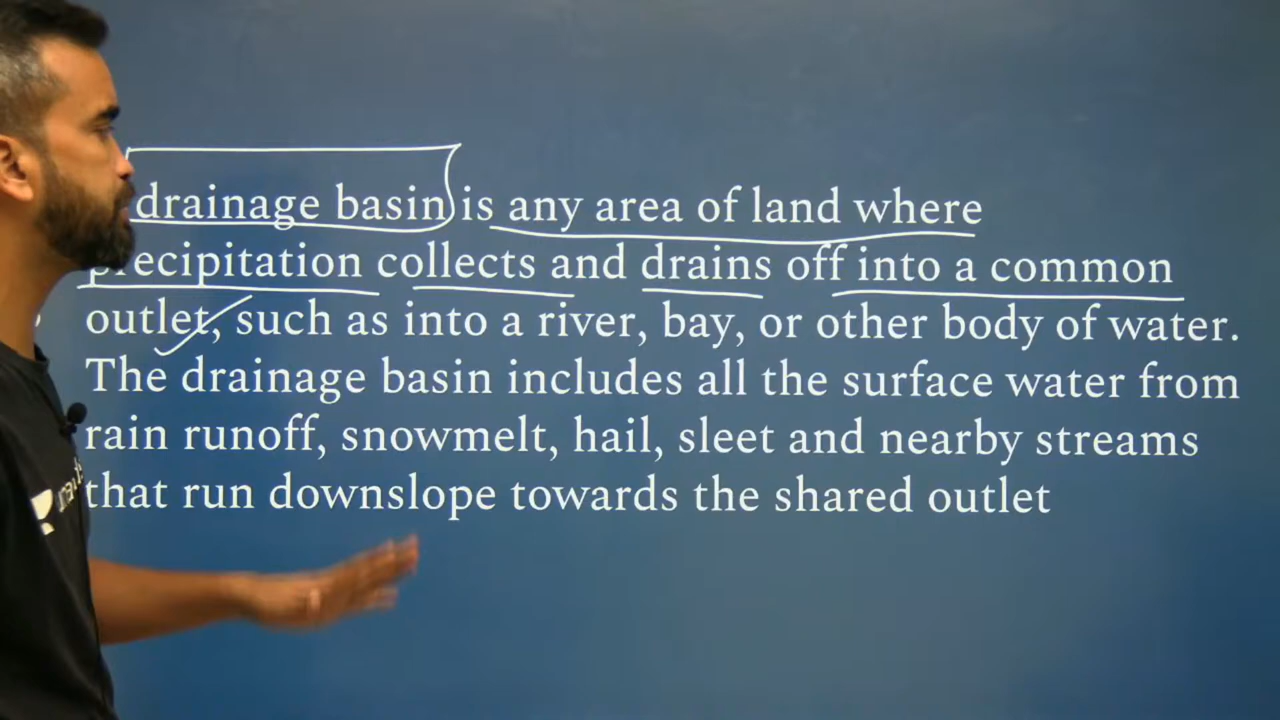 drainage basin is any area of land where
precipitation collects and drains off into a common
outlet, such as into a river, bay, or other body of water.
The drainage basin includes all the surface water from
rain runoff, snowmelt, hail, sleet and nearby streams
that run downslope towards the shared outlet